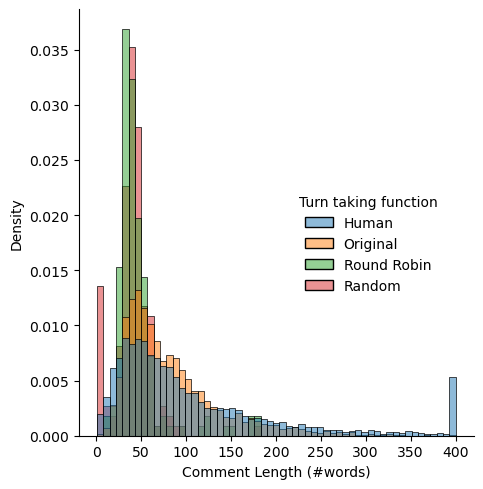 0.035
0.030
0.025
0.020
0.015
0.010
0.005
0.000
Density
Turn taking function
Human
Original
Round Robin
Random
0 50 100 150 200 250 300 350 400
Comment Length (#words)